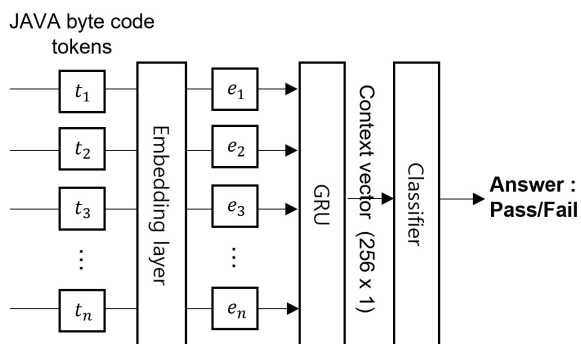 JAVA byte code
tokens
t₁
e₁
t₂
e₂
t₃
e₃
⋮
⋮
tₙ
eₙ
Embedding layer
GRU
Context vector (256 x 1)
Classifier
Answer :
Pass/Fail